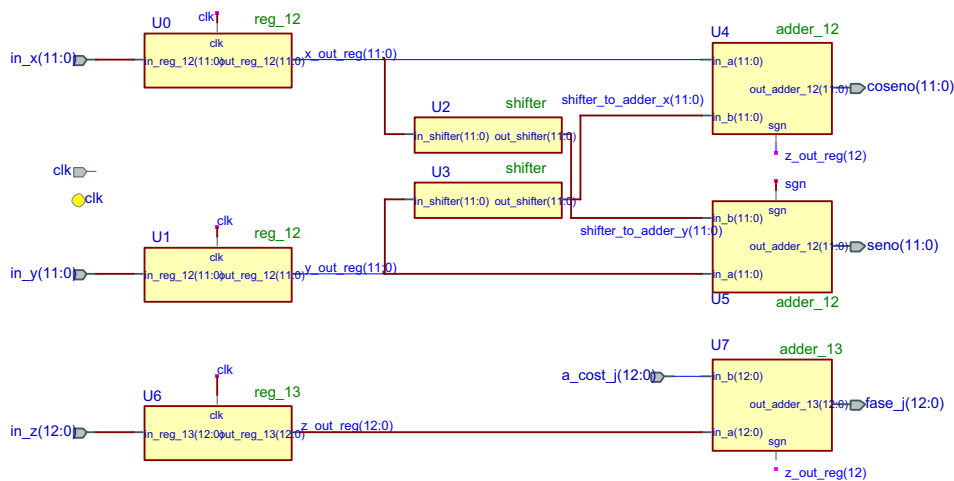 U0
clk
reg_12
clk
in_x(11:0)
in_reg_12(11:0)
out_reg_12(11:0)
x_out_reg(11:0)
U4
adder_12
in_a(11:0)
out_adder_12(11:0)
coseno(11:0)
in_b(11:0)
sgn
z_out_reg(12)
U2
shifter
shifter_to_adder_x(11:0)
in_shifter(11:0)
out_shifter(11:0)
U3
shifter
in_shifter(11:0)
out_shifter(11:0)
clk
clk
sgn
sgn
in_b(11:0)
shifter_to_adder_y(11:0)
out_adder_12(11:0)
seno(11:0)
in_a(11:0)
U5
adder_12
U1
clk
reg_12
clk
in_y(11:0)
in_reg_12(11:0)
out_reg_12(11:0)
y_out_reg(11:0)
U7
adder_13
a_cost_j(12:0)
in_b(12:0)
out_adder_13(12:0)
fase_j(12:0)
in_a(12:0)
sgn
z_out_reg(12)
U6
clk
reg_13
clk
in_z(12:0)
in_reg_13(12:0)
out_reg_13(12:0)
z_out_reg(12:0)